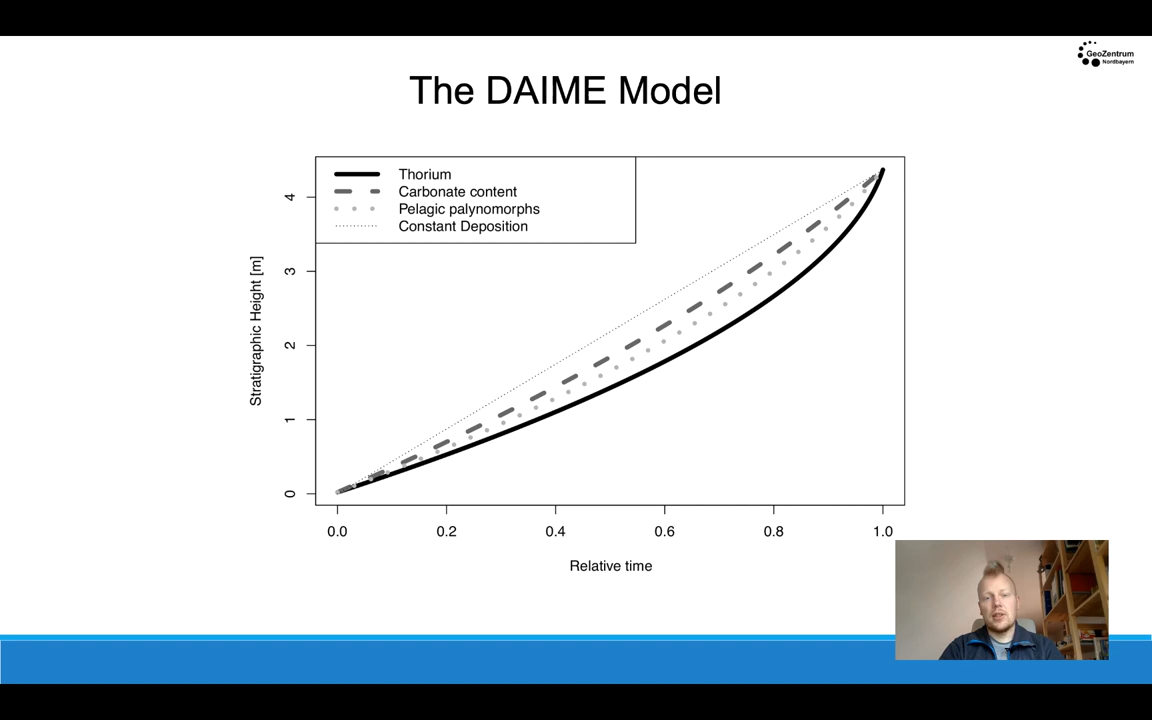 GeoZentrum
Nordbayern
The DAIME Model
Thorium
Carbonate content
Pelagic palynomorphs
Constant Deposition
Stratigraphic Height [m]
4
3
2
1
0
0.0 0.2 0.4 0.6 0.8 1.0
Relative time